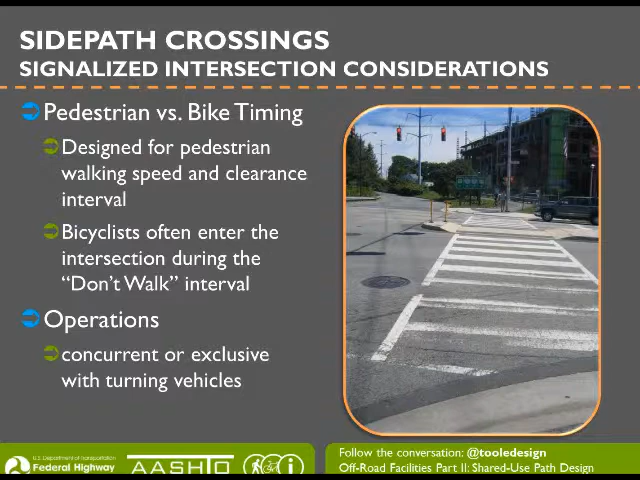 SIDEPATH CROSSINGS
SIGNALIZED INTERSECTION CONSIDERATIONS
Pedestrian vs. Bike Timing
Designed for pedestrian
walking speed and clearance
interval
Bicyclists often enter the
intersection during the
“Don’t Walk” interval
Operations
concurrent or exclusive
with turning vehicles
U.S. Department of Transportation
Federal Highway
AASHTO
Follow the conversation: @tooledesign
Off-Road Facilities Part II: Shared-Use Path Design